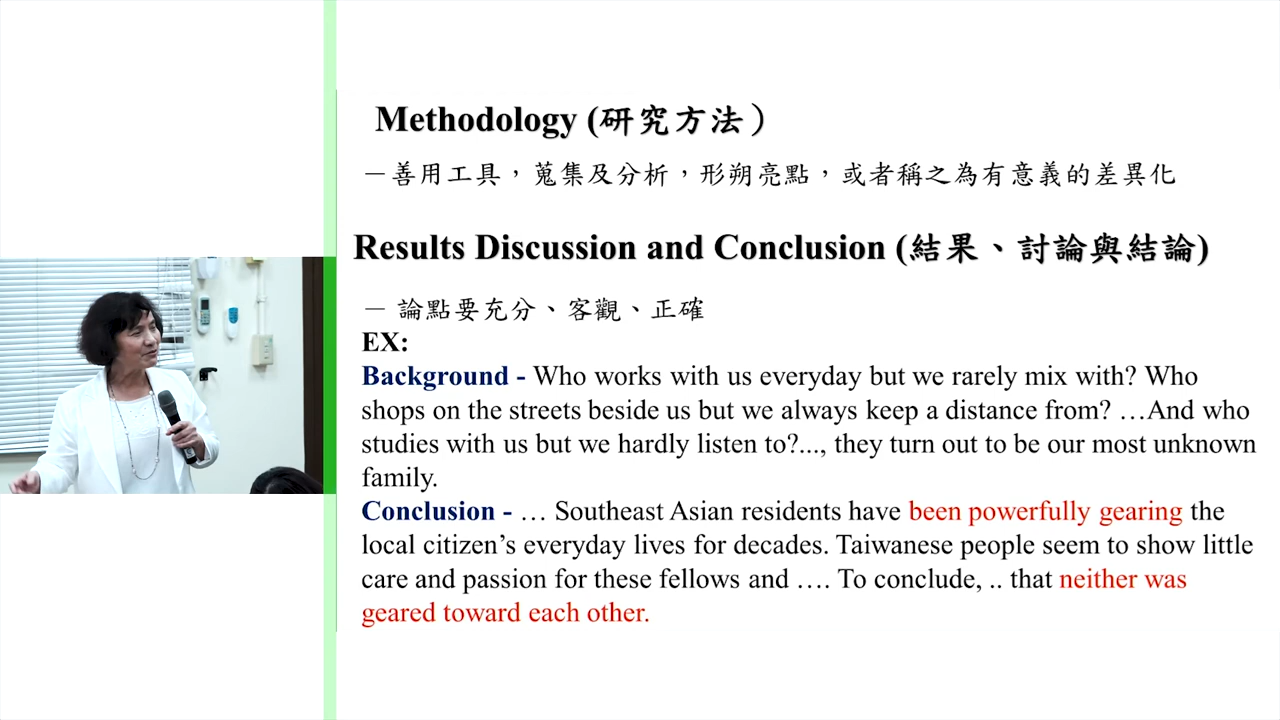 Methodology (研究方法）
－善用工具，蒐集及分析，形朔亮點，或者稱之為有意義的差異化
Results Discussion and Conclusion (結果、討論與結論)
－ 論點要充分、客觀、正確
EX:
Background - Who works with us everyday but we rarely mix with? Who
shops on the streets beside us but we always keep a distance from? …And who
studies with us but we hardly listen to?..., they turn out to be our most unknown
family.
Conclusion - … Southeast Asian residents have been powerfully gearing the
local citizen’s everyday lives for decades. Taiwanese people seem to show little
care and passion for these fellows and …. To conclude, .. that neither was
geared toward each other.